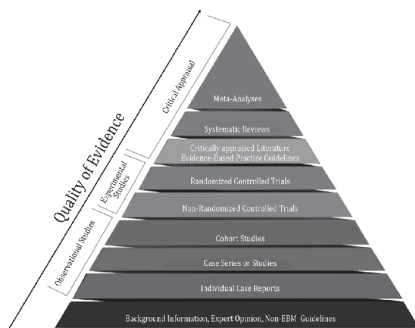 Quality of Evidence
Critical Appraisal
Experimental
Studies
Observational Studies
Meta-Analyses
Systematic Reviews
Critically appraised Literature
Evidence-Based Practice Guidelines
Randomized Controlled Trials
Non-Randomized Controlled Trials
Cohort Studies
Case Series or Studies
Individual Case Reports
Background Information, Expert Opinion, Non-EBM Guidelines